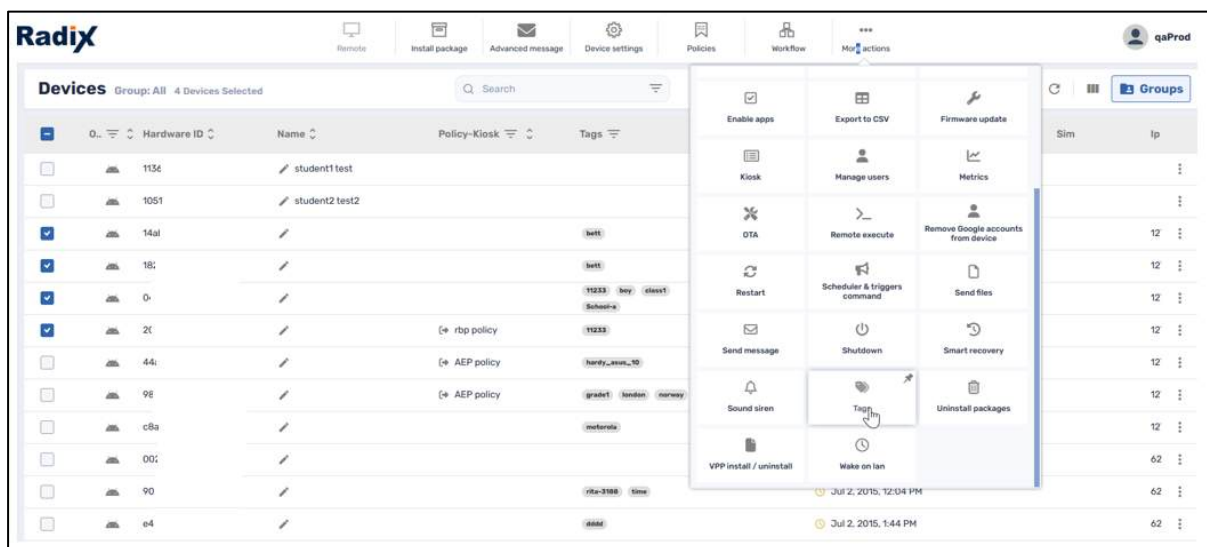 Radix
Remote
Install package
Advanced message
Device settings
Policies
Workflow
More actions
qaProd
Devices Group: All 4 Devices Selected
Search
Groups
O.. Hardware ID Name Policy-Kiosk Tags Sim Ip
Enable apps Export to CSV Firmware update
Kiosk Manage users Metrics
OTA Remote execute Remove Google accounts from device
Restart Scheduler & triggers command Send files
Send message Shutdown Smart recovery
Sound siren Tags Uninstall packages
VPP install / uninstall Wake on lan
student1 test
1051 student2 test2
14al bett 12
18: bett 12
11233 boy class1
School-a 12
rbp policy 11233 12
44: AEP policy hardy_asus_10 12
98 AEP policy grade1 london norway 12
c8a motorola 12
002 62
90 rita-3188 time Jul 2, 2015, 12:04 PM 62
e4 dddd Jul 2, 2015, 1:44 PM 62